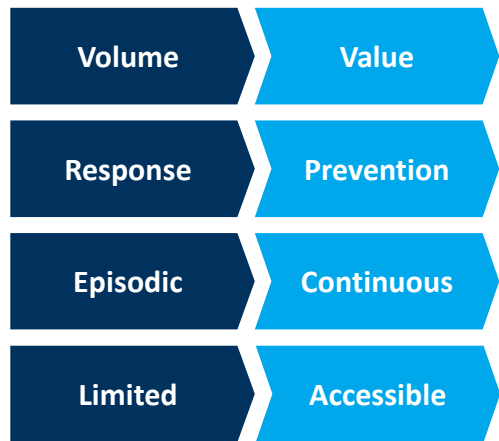 Volume Value
Response Prevention
Episodic Continuous
Limited Accessible